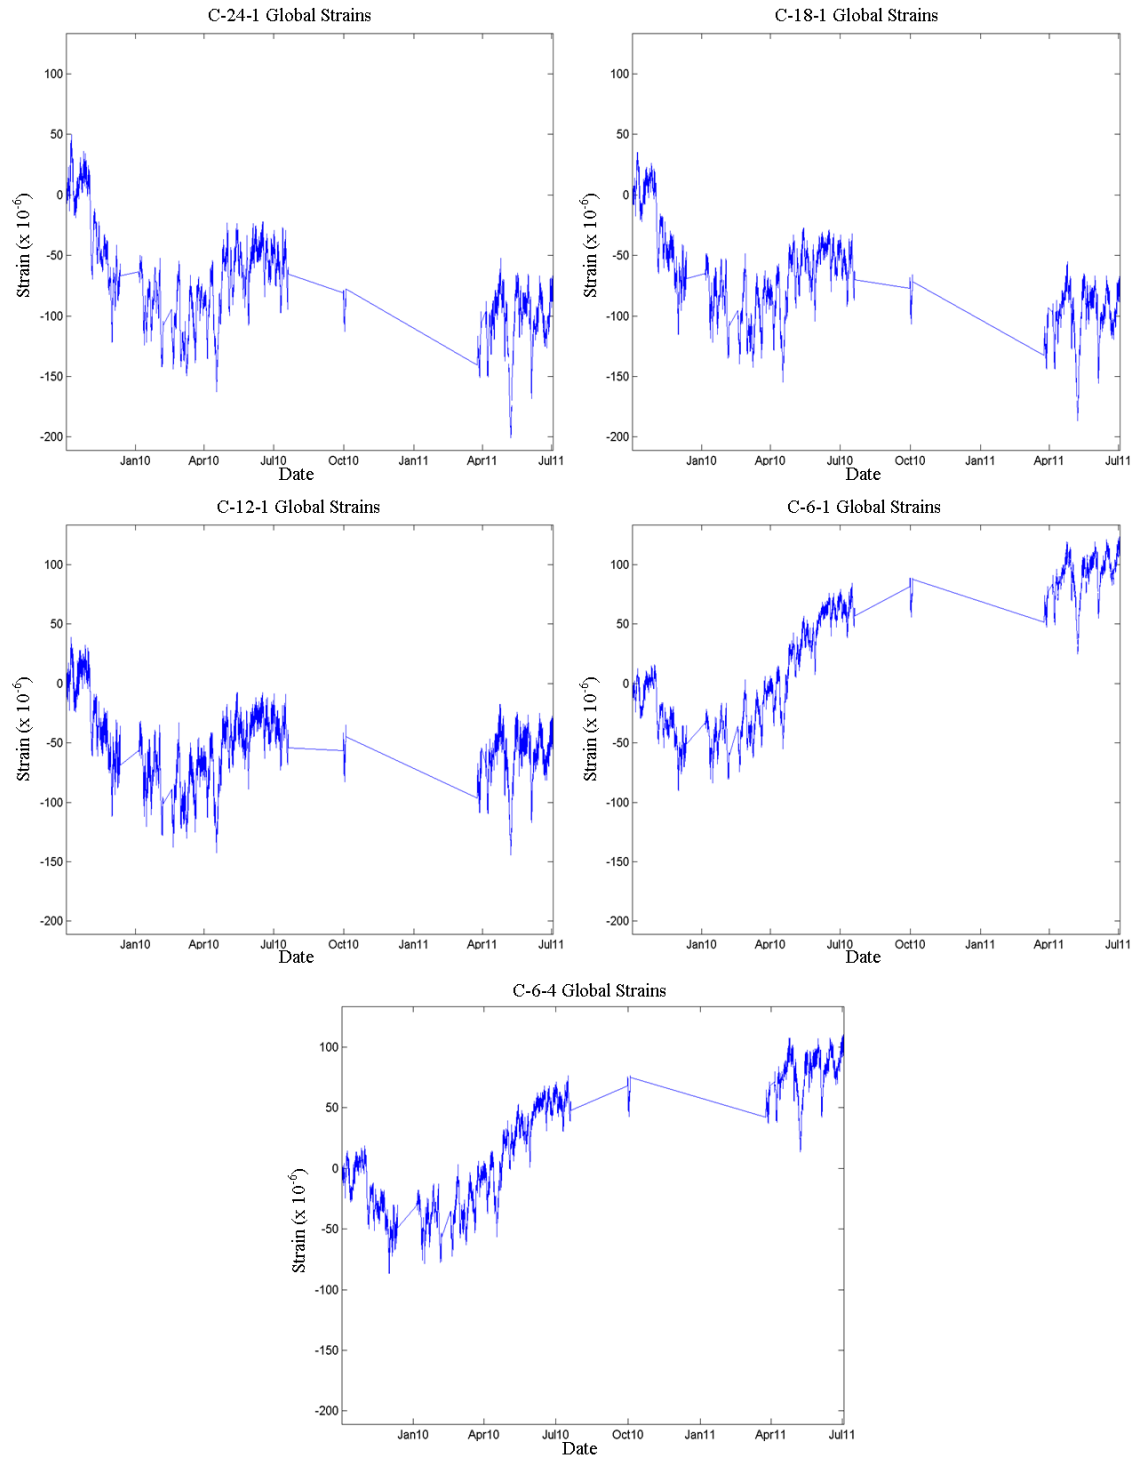 C-24-1 Global Strains
100
50
0
-50
-100
-150
-200
Strain (x 10^-6)
Jan10 Apr10 Jul10 Oct10 Jan11 Apr11 Jul11
Date
C-18-1 Global Strains
100
50
0
-50
-100
-150
-200
Strain (x 10^-6)
Jan10 Apr10 Jul10 Oct10 Jan11 Apr11 Jul11
Date
C-12-1 Global Strains
100
50
0
-50
-100
-150
-200
Strain (x 10^-6)
Jan10 Apr10 Jul10 Oct10 Jan11 Apr11 Jul11
Date
C-6-1 Global Strains
100
50
0
-50
-100
-150
-200
Strain (x 10^-6)
Jan10 Apr10 Jul10 Oct10 Jan11 Apr11 Jul11
Date
C-6-4 Global Strains
100
50
0
-50
-100
-150
-200
Strain (x 10^-6)
Jan10 Apr10 Jul10 Oct10 Jan11 Apr11 Jul11
Date